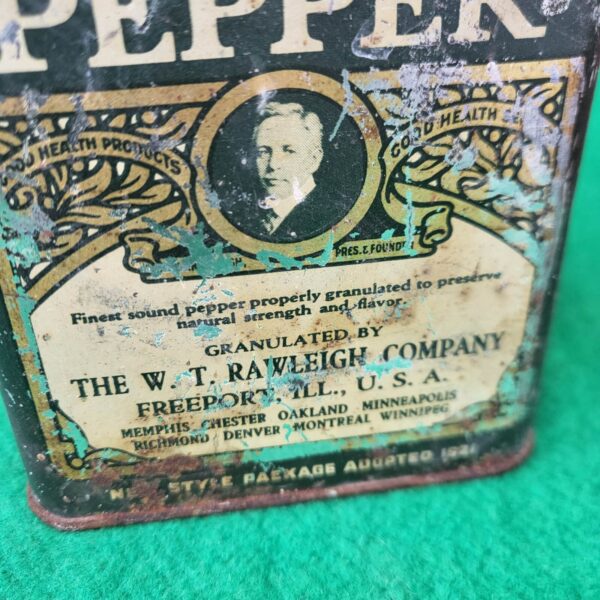 PEPPER
GOOD HEALTH PRODUCTS
GOOD HEALTH
PRES. & FOUNDER
Finest sound pepper properly granulated to preserve
natural strength and flavor.
GRANULATED BY
THE W. T. RAWLEIGH COMPANY
FREEPORT, ILL., U. S. A.
MEMPHIS CHESTER OAKLAND MINNEAPOLIS
RICHMOND DENVER MONTREAL WINNIPEG
NEW STYLE PACKAGE ADOPTED